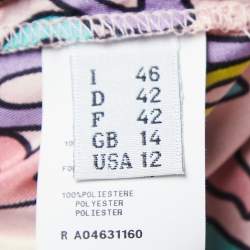 I 46
D 42
F 42
GB 14
USA 12
100%POLIESTERE
POLYESTER
POLIESTER
R A04631160